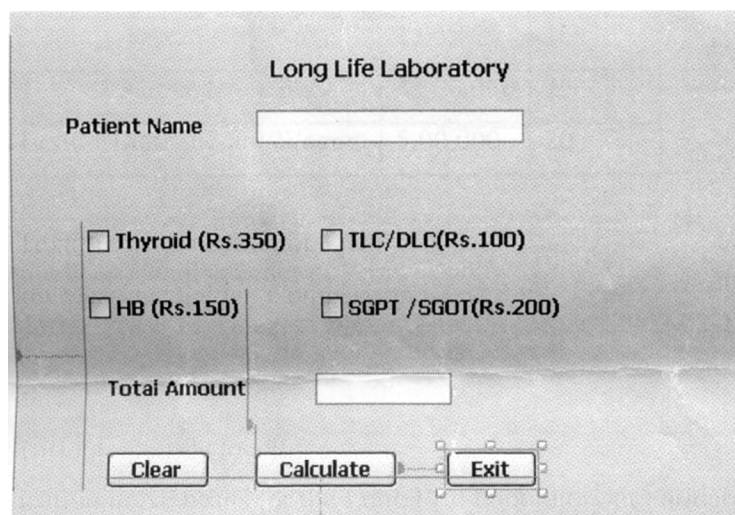 Long Life Laboratory
Patient Name
Thyroid (Rs.350) TLC/DLC(Rs.100)
HB (Rs.150) SGPT /SGOT(Rs.200)
Total Amount
Clear Calculate Exit